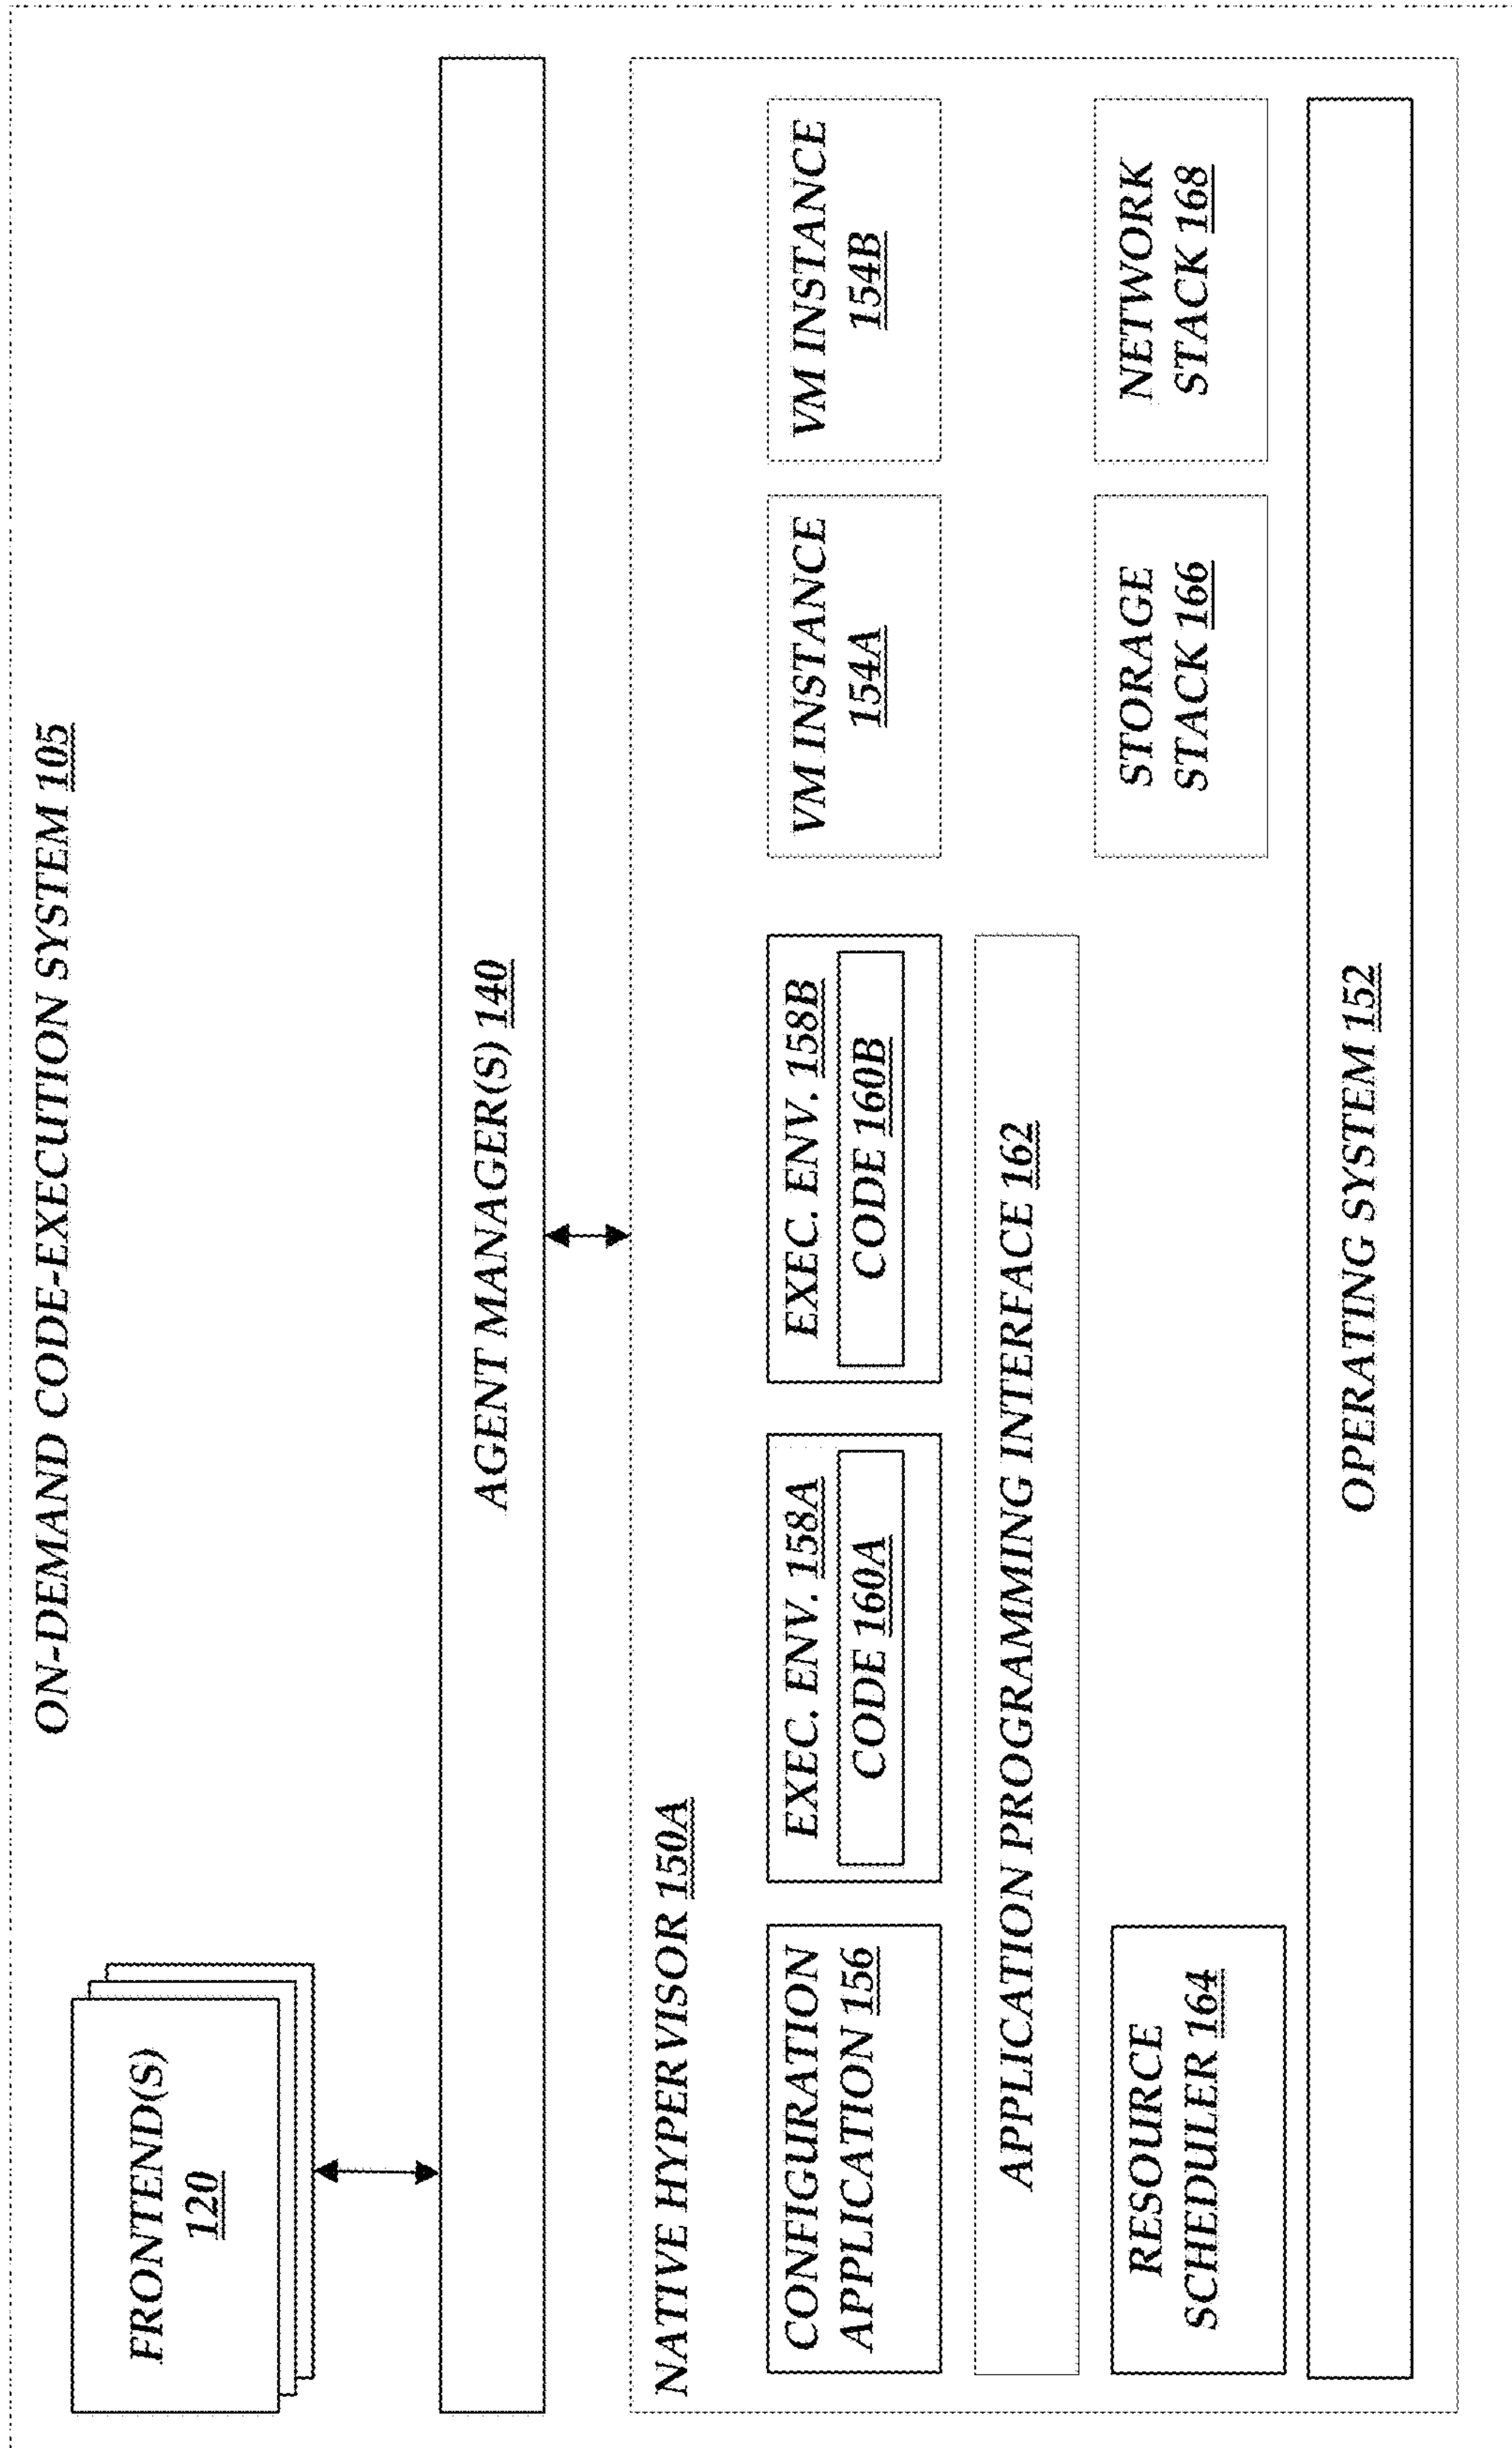 ON-DEMAND CODE-EXECUTION SYSTEM 105
FRONTEND(S)
120
AGENT MANAGER(S) 140
NATIVE HYPERVISOR 150A
CONFIGURATION
APPLICATION 156
EXEC. ENV. 158A
CODE 160A
EXEC. ENV. 158B
CODE 160B
VM INSTANCE
154A
VM INSTANCE
154B
APPLICATION PROGRAMMING INTERFACE 162
RESOURCE
SCHEDULER 164
STORAGE
STACK 166
NETWORK
STACK 168
OPERATING SYSTEM 152